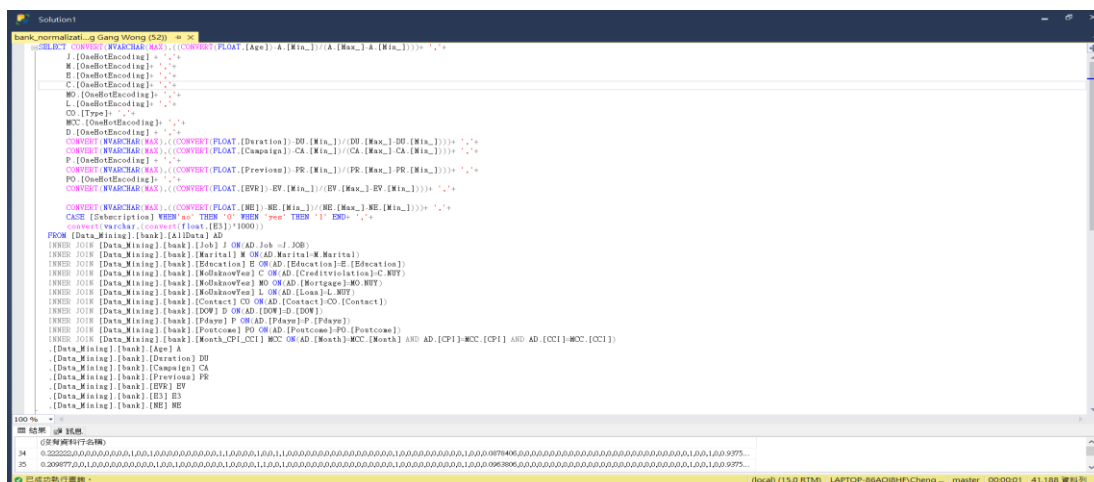 Solution1
bank_normalizati...g Gang Wong (52))
SELECT CONVERT(NVARCHAR(MAX),((CONVERT(FLOAT,[Age])-A.[Min_])/(A.[Max_]-A.[Min_])))+ ','+
J.[OneHotEncoding] + ','+
M.[OneHotEncoding]+ ','+
E.[OneHotEncoding]+ ','+
C.[OneHotEncoding]+ ','+
MO.[OneHotEncoding]+ ','+
L.[OneHotEncoding]+ ','+
CO.[Type]+ ','+
MCC.[OneHotEncoding]+ ','+
D.[OneHotEncoding] + ','+
CONVERT(NVARCHAR(MAX),((CONVERT(FLOAT,[Duration])-DU.[Min_])/(DU.[Max_]-DU.[Min_])))+ ','+
CONVERT(NVARCHAR(MAX),((CONVERT(FLOAT,[Campaign])-CA.[Min_])/(CA.[Max_]-CA.[Min_])))+ ','+
P.[OneHotEncoding] + ','+
CONVERT(NVARCHAR(MAX),((CONVERT(FLOAT,[Previous])-PR.[Min_])/(PR.[Max_]-PR.[Min_])))+ ','+
PO.[OneHotEncoding]+ ','+
CONVERT(NVARCHAR(MAX),((CONVERT(FLOAT,[EVR])-EV.[Min_])/(EV.[Max_]-EV.[Min_])))+ ','+
CONVERT(NVARCHAR(MAX),((CONVERT(FLOAT,[NE])-NE.[Min_])/(NE.[Max_]-NE.[Min_])))+ ','+
CASE [Subscription] WHEN'no' THEN '0' WHEN 'yes' THEN '1' END+ ','+
convert(varchar,(convert(float,[E3])*1000))
FROM [Data_Mining].[bank].[AllData] AD
INNER JOIN [Data_Mining].[bank].[Job] J ON(AD.Job =J.JOB)
INNER JOIN [Data_Mining].[bank].[Marital] M ON(AD.Marital=M.Marital)
INNER JOIN [Data_Mining].[bank].[Education] E ON(AD.[Education]=E.[Education])
INNER JOIN [Data_Mining].[bank].[NoUnknowYes] C ON(AD.[Creditviolation]=C.NUY)
INNER JOIN [Data_Mining].[bank].[NoUnknowYes] MO ON(AD.[Mortgage]=MO.NUY)
INNER JOIN [Data_Mining].[bank].[NoUnknowYes] L ON(AD.[Loan]=L.NUY)
INNER JOIN [Data_Mining].[bank].[Contact] CO ON(AD.[Contact]=CO.[Contact])
INNER JOIN [Data_Mining].[bank].[DOW] D ON(AD.[DOW]=D.[DOW])
INNER JOIN [Data_Mining].[bank].[Pdays] P ON(AD.[Pdays]=P.[Pdays])
INNER JOIN [Data_Mining].[bank].[Poutcome] PO ON(AD.[Poutcome]=PO.[Poutcome])
INNER JOIN [Data_Mining].[bank].[Month_CPI_CCI] MCC ON(AD.[Month]=MCC.[Month] AND AD.[CPI]=MCC.[CPI] AND AD.[CCI]=MCC.[CCI])
,[Data_Mining].[bank].[Age] A
,[Data_Mining].[bank].[Duration] DU
,[Data_Mining].[bank].[Campaign] CA
,[Data_Mining].[bank].[Previous] PR
,[Data_Mining].[bank].[EVR] EV
,[Data_Mining].[bank].[E3] E3
,[Data_Mining].[bank].[NE] NE
100 %
結果 訊息
(沒有資料行名稱)
34
35
已成功執行查詢。 (local) (15.0 RTM) LAPTOP-86AQI8HF\Cheng ... master 00:00:01 41,188 資料列